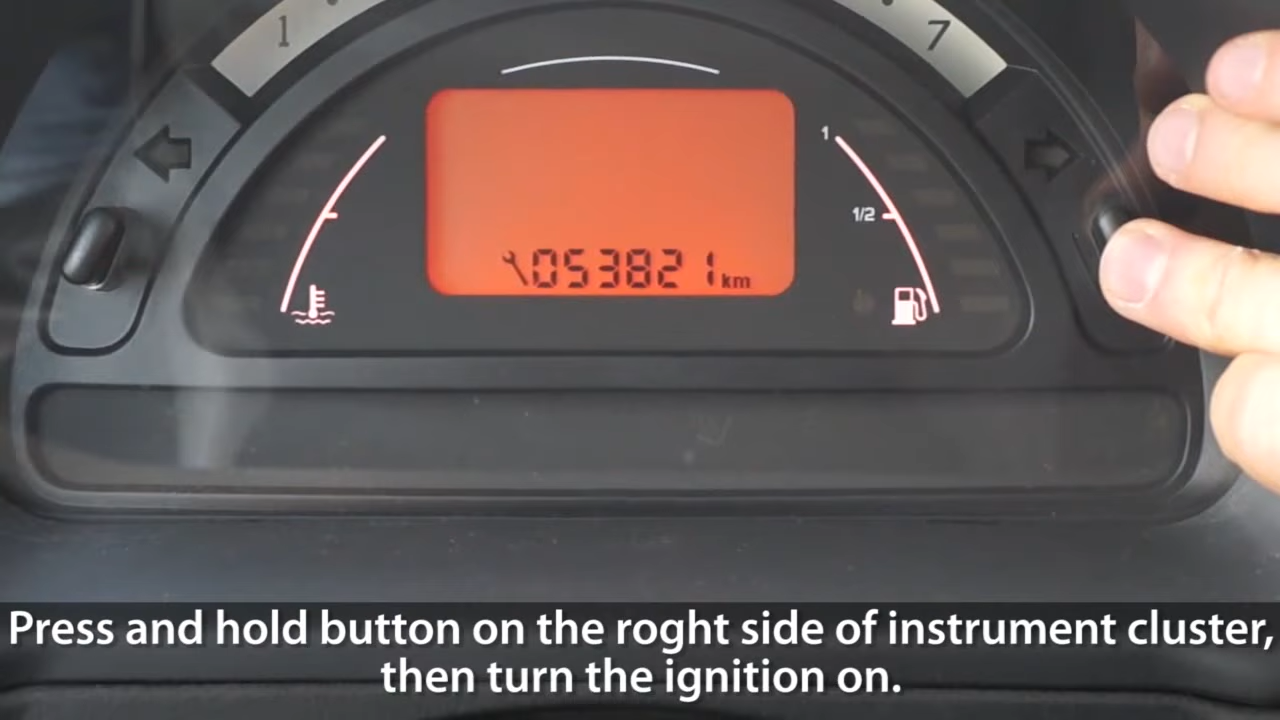 1
7
1
1/2
053821 km
Press and hold button on the roght side of instrument cluster,
then turn the ignition on.